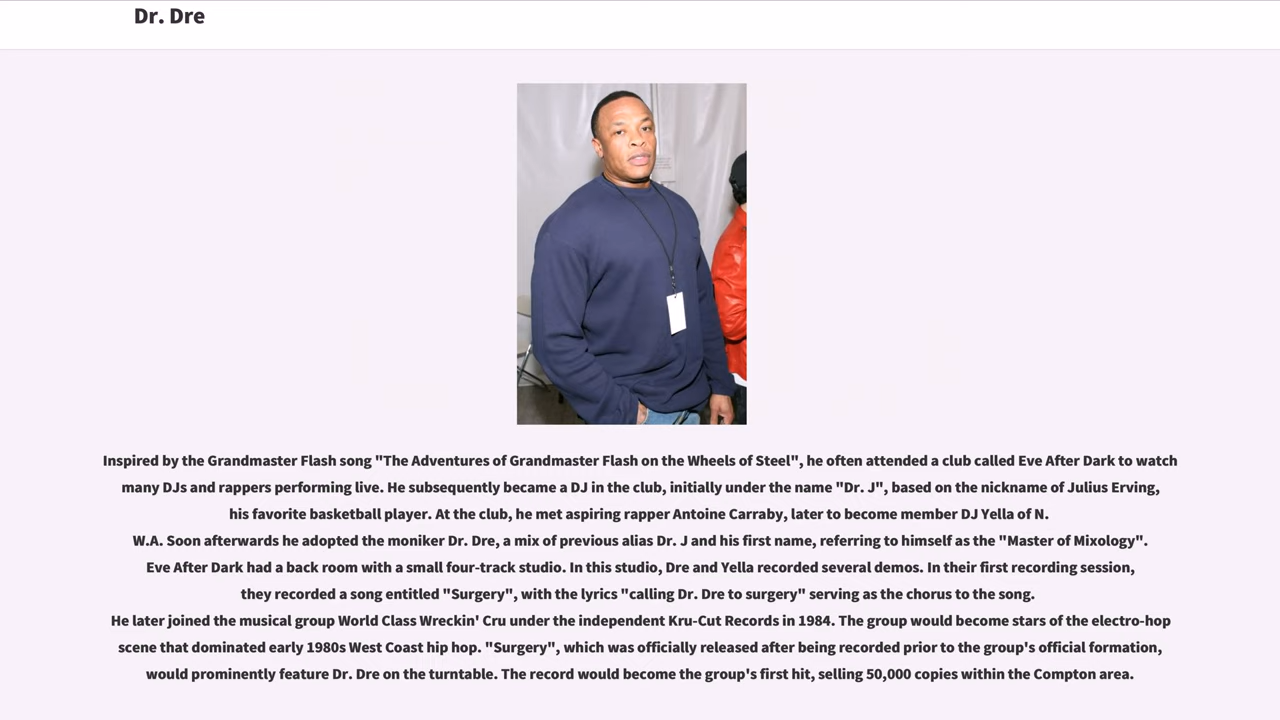 Dr. Dre
Inspired by the Grandmaster Flash song "The Adventures of Grandmaster Flash on the Wheels of Steel", he often attended a club called Eve After Dark to watch
many DJs and rappers performing live. He subsequently became a DJ in the club, initially under the name "Dr. J", based on the nickname of Julius Erving,
his favorite basketball player. At the club, he met aspiring rapper Antoine Carraby, later to become member DJ Yella of N.
W.A. Soon afterwards he adopted the moniker Dr. Dre, a mix of previous alias Dr. J and his first name, referring to himself as the "Master of Mixology".
Eve After Dark had a back room with a small four-track studio. In this studio, Dre and Yella recorded several demos. In their first recording session,
they recorded a song entitled "Surgery", with the lyrics "calling Dr. Dre to surgery" serving as the chorus to the song.
He later joined the musical group World Class Wreckin' Cru under the independent Kru-Cut Records in 1984. The group would become stars of the electro-hop
scene that dominated early 1980s West Coast hip hop. "Surgery", which was officially released after being recorded prior to the group's official formation,
would prominently feature Dr. Dre on the turntable. The record would become the group's first hit, selling 50,000 copies within the Compton area.